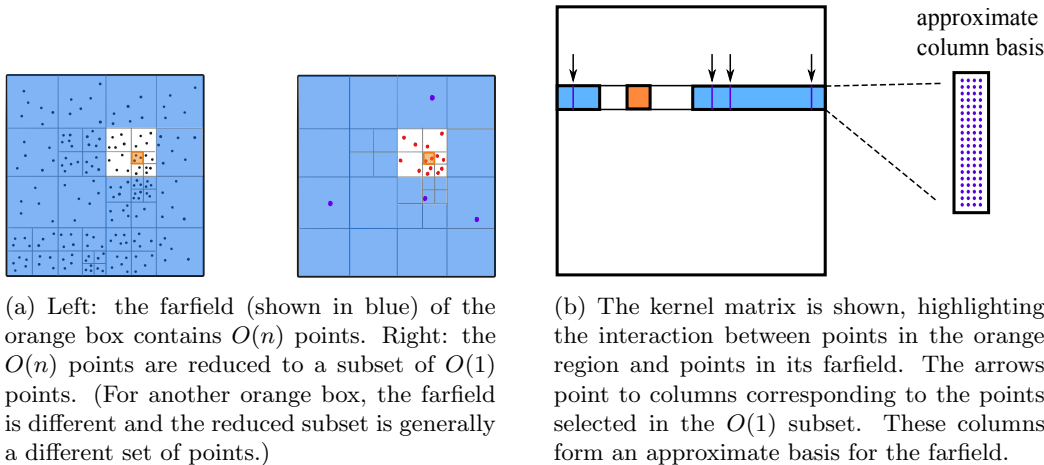 approximate
column basis
(a) Left: the farfield (shown in blue) of the
orange box contains O(n) points. Right: the
O(n) points are reduced to a subset of O(1)
points. (For another orange box, the farfield
is different and the reduced subset is generally
a different set of points.)
(b) The kernel matrix is shown, highlighting
the interaction between points in the orange
region and points in its farfield. The arrows
point to columns corresponding to the points
selected in the O(1) subset. These columns
form an approximate basis for the farfield.